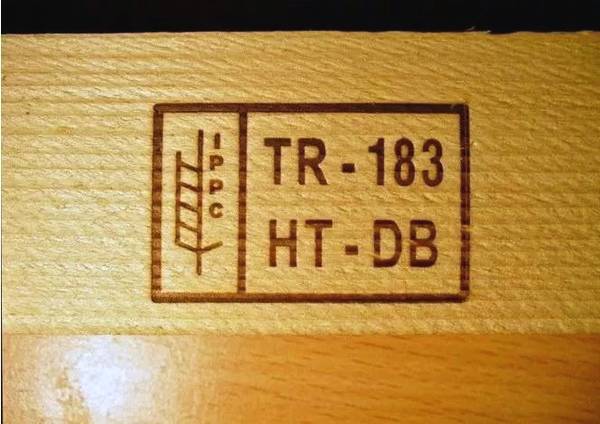 IPPC
TR - 183
HT - DB